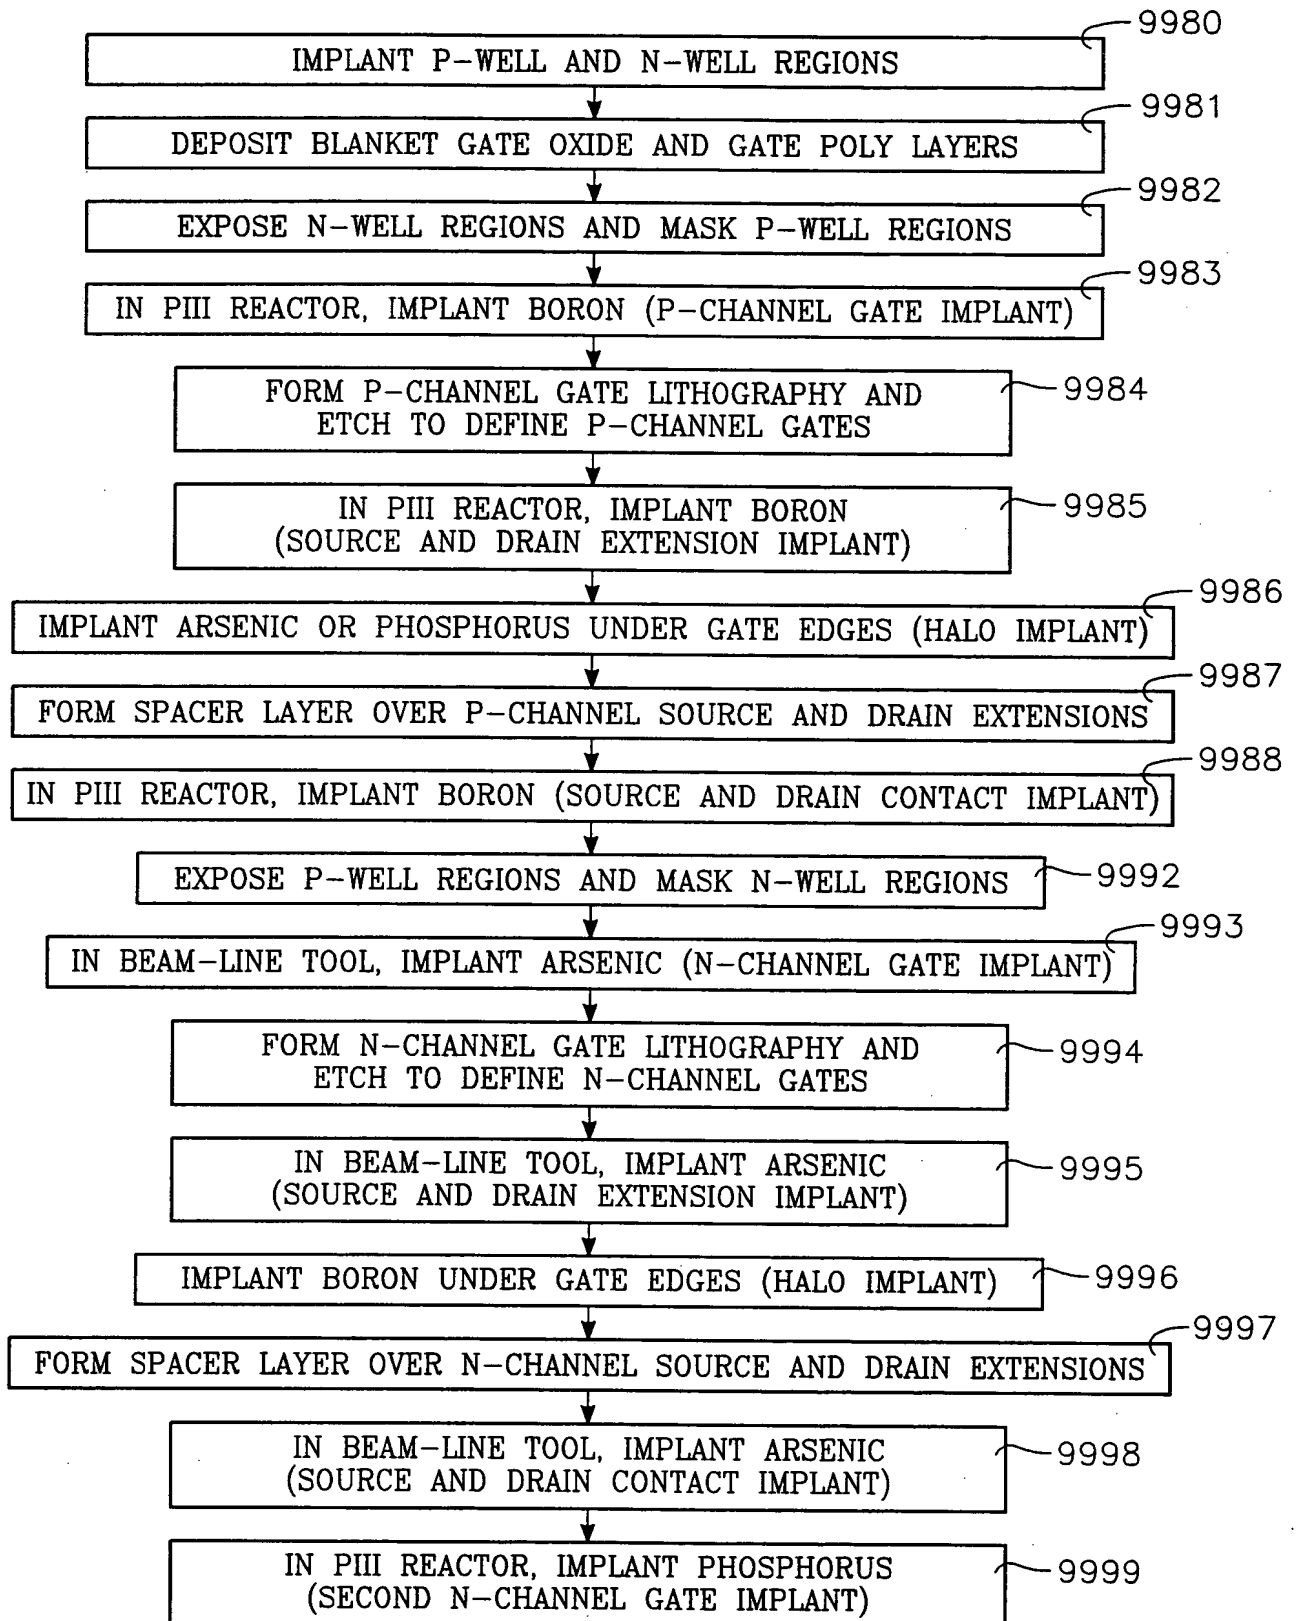 9980
IMPLANT P-WELL AND N-WELL REGIONS
9981
DEPOSIT BLANKET GATE OXIDE AND GATE POLY LAYERS
9982
EXPOSE N-WELL REGIONS AND MASK P-WELL REGIONS
9983
IN PIII REACTOR, IMPLANT BORON (P-CHANNEL GATE IMPLANT)
FORM P-CHANNEL GATE LITHOGRAPHY AND
ETCH TO DEFINE P-CHANNEL GATES
9984
IN PIII REACTOR, IMPLANT BORON
(SOURCE AND DRAIN EXTENSION IMPLANT)
9985
9986
IMPLANT ARSENIC OR PHOSPHORUS UNDER GATE EDGES (HALO IMPLANT)
9987
FORM SPACER LAYER OVER P-CHANNEL SOURCE AND DRAIN EXTENSIONS
9988
IN PIII REACTOR, IMPLANT BORON (SOURCE AND DRAIN CONTACT IMPLANT)
EXPOSE P-WELL REGIONS AND MASK N-WELL REGIONS
9992
9993
IN BEAM-LINE TOOL, IMPLANT ARSENIC (N-CHANNEL GATE IMPLANT)
FORM N-CHANNEL GATE LITHOGRAPHY AND
ETCH TO DEFINE N-CHANNEL GATES
9994
IN BEAM-LINE TOOL, IMPLANT ARSENIC
(SOURCE AND DRAIN EXTENSION IMPLANT)
9995
IMPLANT BORON UNDER GATE EDGES (HALO IMPLANT)
9996
9997
FORM SPACER LAYER OVER N-CHANNEL SOURCE AND DRAIN EXTENSIONS
IN BEAM-LINE TOOL, IMPLANT ARSENIC
(SOURCE AND DRAIN CONTACT IMPLANT)
9998
IN PIII REACTOR, IMPLANT PHOSPHORUS
(SECOND N-CHANNEL GATE IMPLANT)
9999